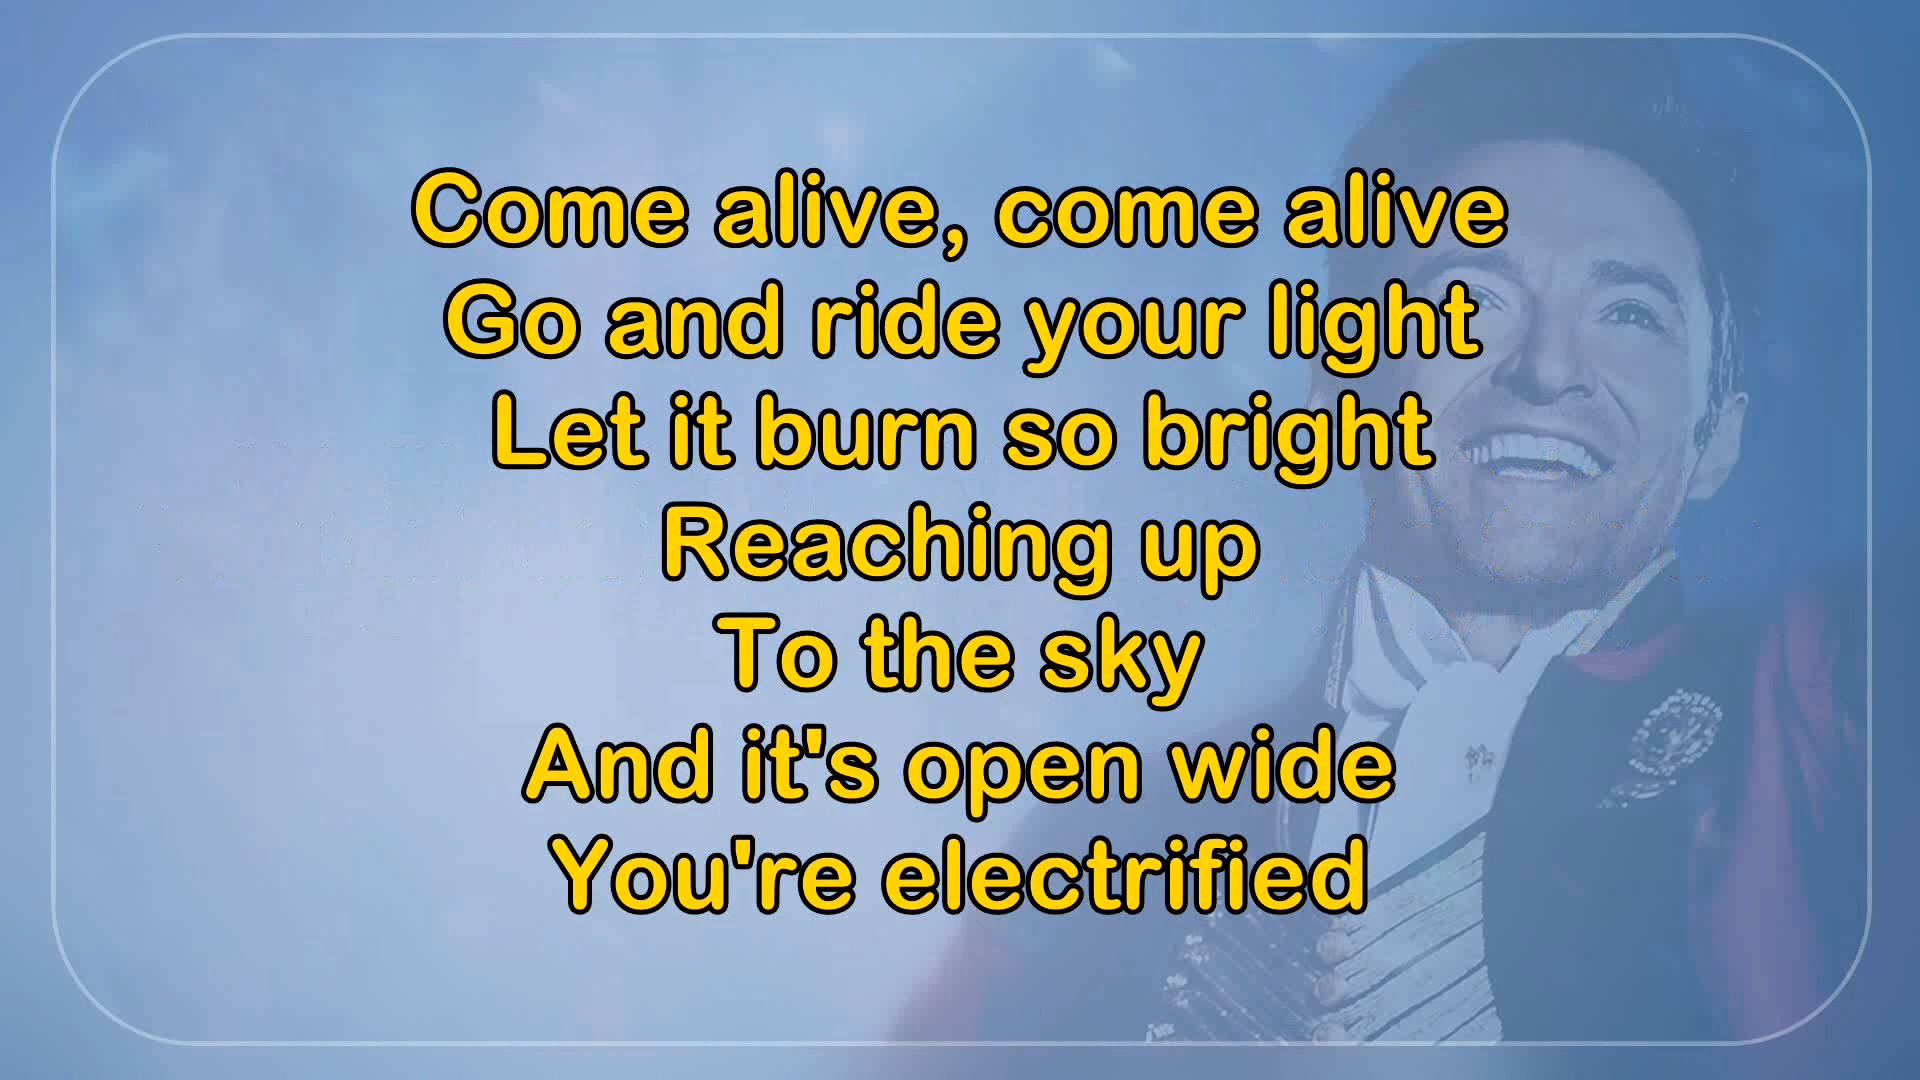 Come alive, come alive
Go and ride your light
Let it burn so bright
Reaching up
To the sky
And it's open wide
You're electrified